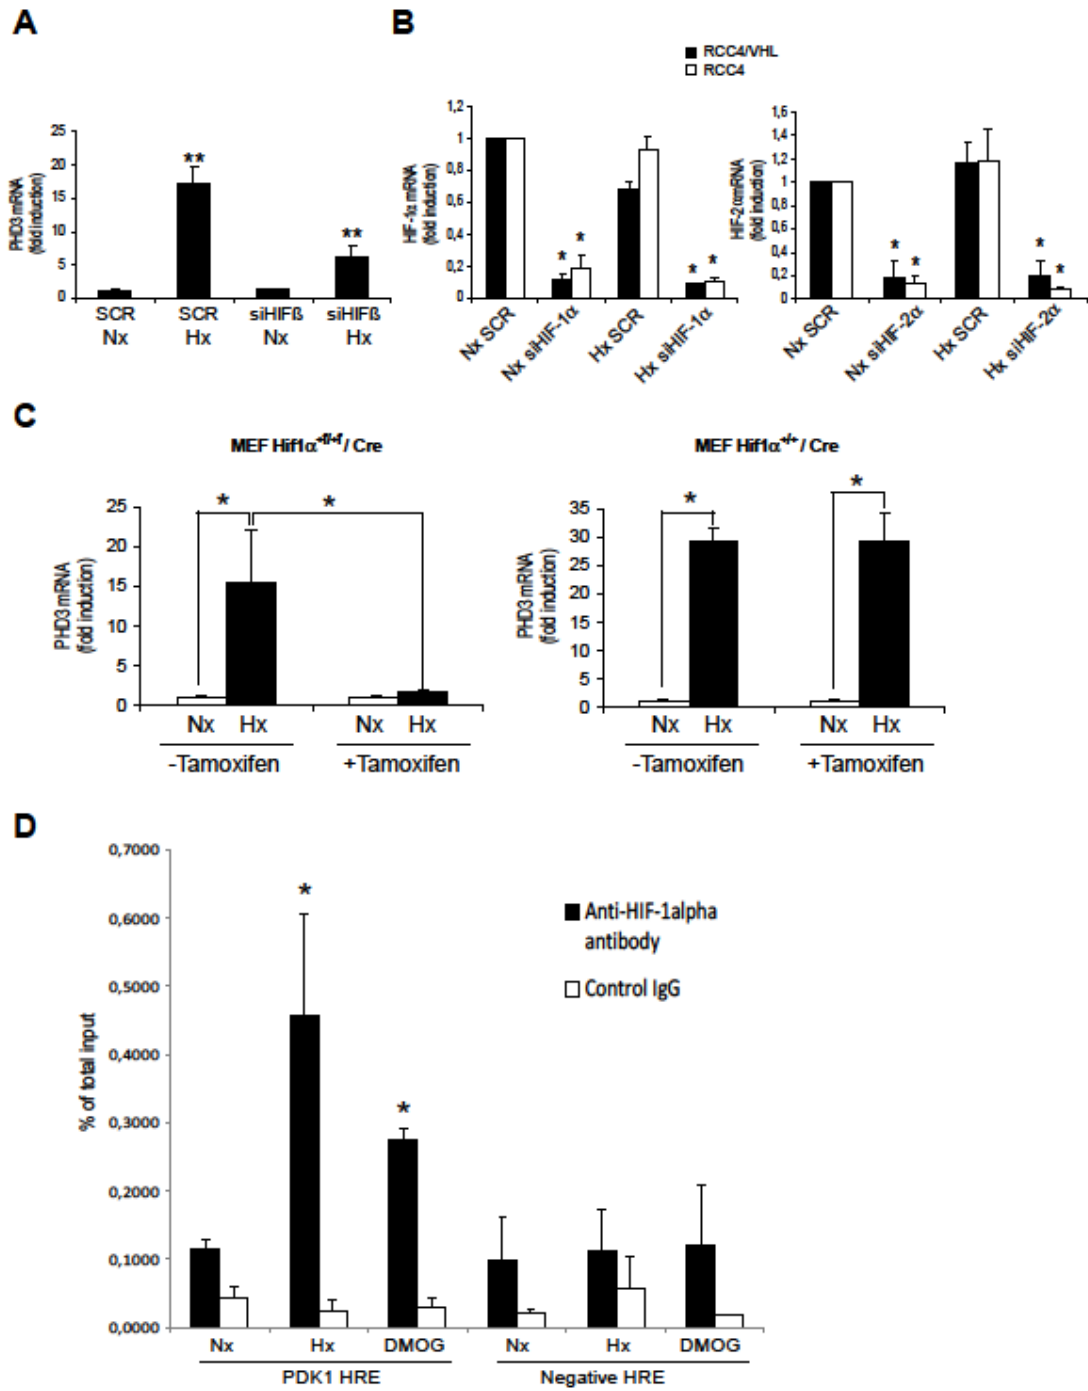 A
PHD3 mRNA
(fold induction)
25
20
15
10
5
0
**
**
SCR SCR siHIFß siHIFß
Nx Hx Nx Hx
B
RCC4/VHL
RCC4
HIF-1α mRNA
(fold induction)
1,2
1
0,8
0,6
0,4
0,2
0
* * * *
Nx SCR
Nx siHIF-1α
Hx SCR
Hx siHIF-1α
HIF-2αmRNA
(fold induction)
1,6
1,4
1,2
1
0,8
0,6
0,4
0,2
0
* * * *
Nx SCR
Nx siHIF-2α
Hx SCR
Hx siHIF-2α
C
MEF Hif1α+fl/+f / Cre
PHD3 mRNA
(fold induction)
25
20
15
10
5
0
* *
Nx Hx Nx Hx
-Tamoxifen +Tamoxifen
MEF Hif1α+/+ / Cre
PHD3 mRNA
(fold induction)
35
30
25
20
15
10
5
0
* *
Nx Hx Nx Hx
-Tamoxifen +Tamoxifen
D
% of total input
0,7000
0,6000
0,5000
0,4000
0,3000
0,2000
0,1000
0,0000
*
*
Anti-HIF-1alpha
antibody
Control IgG
Nx Hx DMOG Nx Hx DMOG
PDK1 HRE Negative HRE